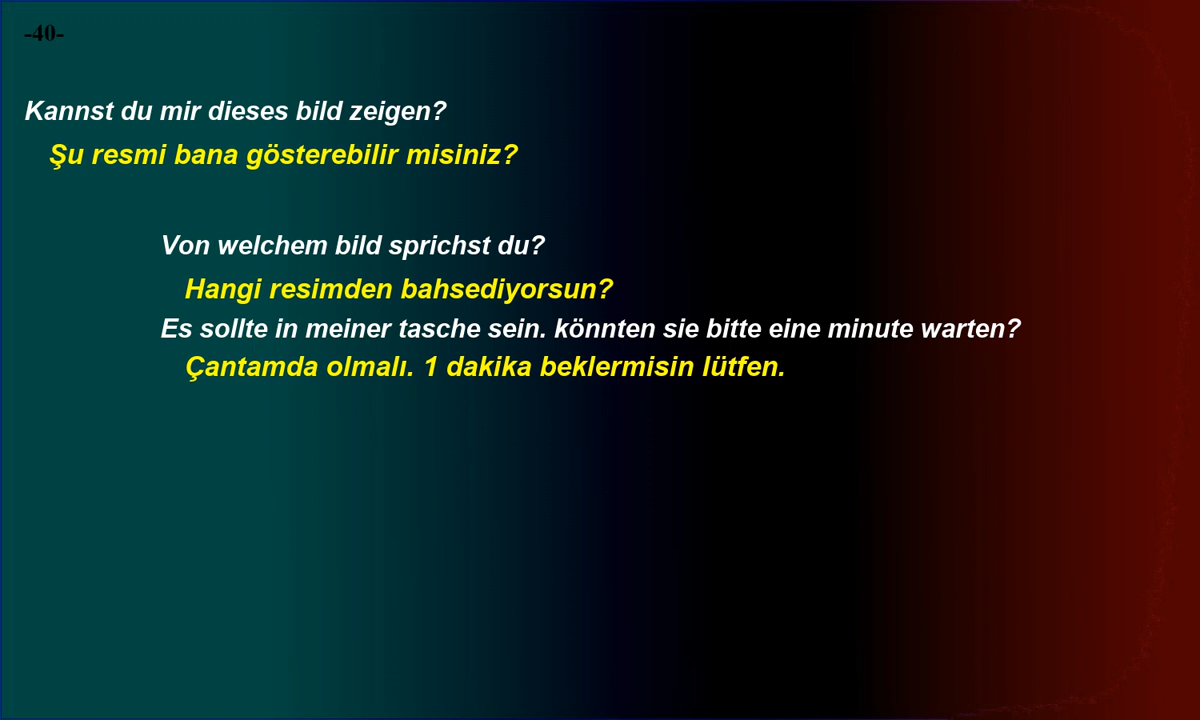 -40-
Kannst du mir dieses bild zeigen?
Şu resmi bana gösterebilir misiniz?
Von welchem bild sprichst du?
Hangi resimden bahsediyorsun?
Es sollte in meiner tasche sein. könnten sie bitte eine minute warten?
Çantamda olmalı. 1 dakika beklermisin lütfen.